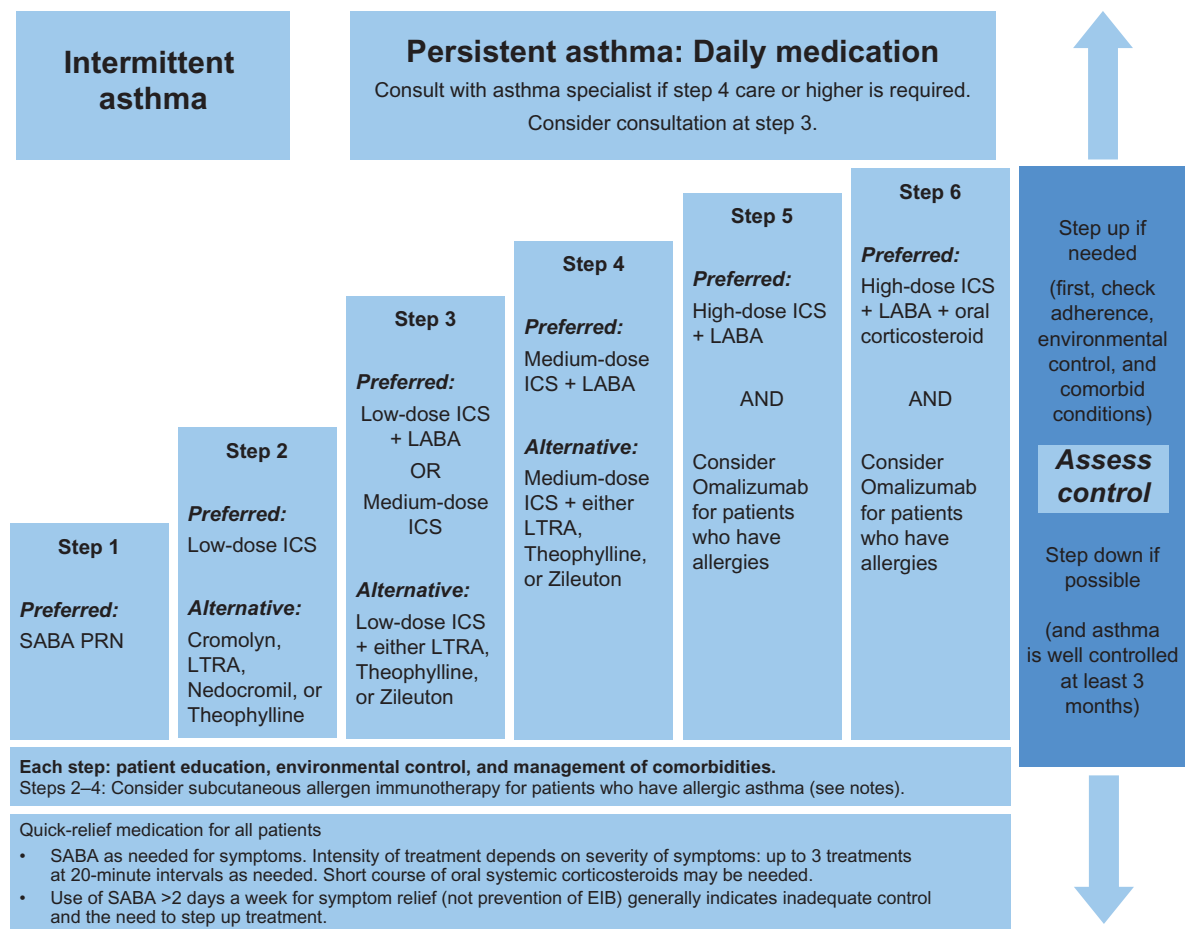 Intermittent
asthma
Persistent asthma: Daily medication
Consult with asthma specialist if step 4 care or higher is required.
Consider consultation at step 3.
Step 1
Preferred:
SABA PRN
Step 2
Preferred:
Low-dose ICS
Alternative:
Cromolyn,
LTRA,
Nedocromil, or
Theophylline
Step 3
Preferred:
Low-dose ICS
+ LABA
OR
Medium-dose
ICS
Alternative:
Low-dose ICS
+ either LTRA,
Theophylline,
or Zileuton
Step 4
Preferred:
Medium-dose
ICS + LABA
Alternative:
Medium-dose
ICS + either
LTRA,
Theophylline,
or Zileuton
Step 5
Preferred:
High-dose ICS
+ LABA
AND
Consider
Omalizumab
for patients
who have
allergies
Step 6
Preferred:
High-dose ICS
+ LABA + oral
corticosteroid
AND
Consider
Omalizumab
for patients
who have
allergies
Step up if
needed
(first, check
adherence,
environmental
control, and
comorbid
conditions)
Assess
control
Step down if
possible
(and asthma
is well controlled
at least 3
months)
Each step: patient education, environmental control, and management of comorbidities.
Steps 2–4: Consider subcutaneous allergen immunotherapy for patients who have allergic asthma (see notes).
Quick-relief medication for all patients
• SABA as needed for symptoms. Intensity of treatment depends on severity of symptoms: up to 3 treatments
at 20-minute intervals as needed. Short course of oral systemic corticosteroids may be needed.
• Use of SABA >2 days a week for symptom relief (not prevention of EIB) generally indicates inadequate control
and the need to step up treatment.